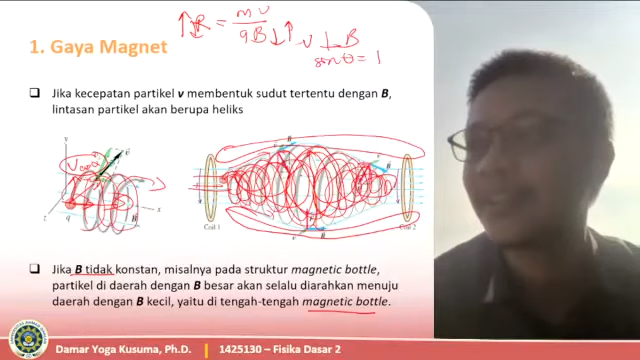 R = mv
qB
v ⊥ B
sin θ = 1
1. Gaya Magnet
Jika kecepatan partikel v membentuk sudut tertentu dengan B,
lintasan partikel akan berupa heliks
y
v
z
q
B
x
B
B
Coil 1
v
B
Coil 2
Jika B tidak konstan, misalnya pada struktur magnetic bottle,
partikel di daerah dengan B besar akan selalu diarahkan menuju
daerah dengan B kecil, yaitu di tengah-tengah magnetic bottle.
Damar Yoga Kusuma, Ph.D. | 1425130 – Fisika Dasar 2